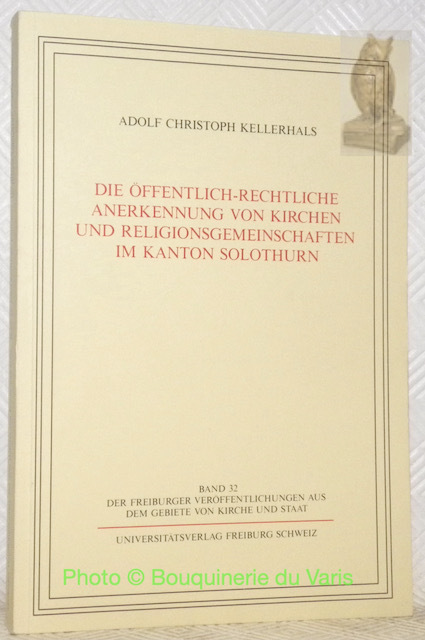 ADOLF CHRISTOPH KELLERHALS
DIE ÖFFENTLICH-RECHTLICHE
ANERKENNUNG VON KIRCHEN
UND RELIGIONSGEMEINSCHAFTEN
IM KANTON SOLOTHURN
BAND 32
DER FREIBURGER VERÖFFENTLICHUNGEN AUS
DEM GEBIETE VON KIRCHE UND STAAT
UNIVERSITÄTSVERLAG FREIBURG SCHWEIZ
Photo © Bouquinerie du Varis